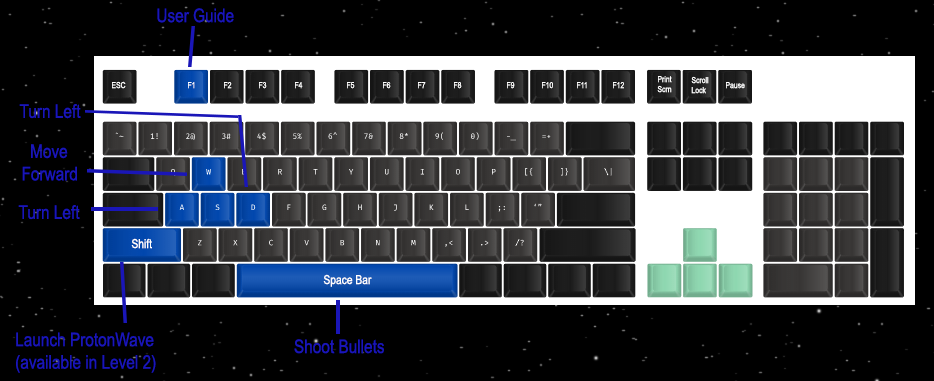 User Guide
ESC F1 F2 F3 F4 F5 F6 F7 F8 F9 F10 F11 F12 Print Scrn Scroll Lock Pause
Turn Left
`~ 1! 2@ 3# 4$ 5% 6^ 7& 8* 9( 0) -_ =+
Move
Forward
W R T Y U I O P [{ ]} \|
Turn Left
A S D F G H J K L ;: '"
Shift Z X C V B N M ,< .> /?
Space Bar
Launch ProtonWave
(available in Level 2)
Shoot Bullets